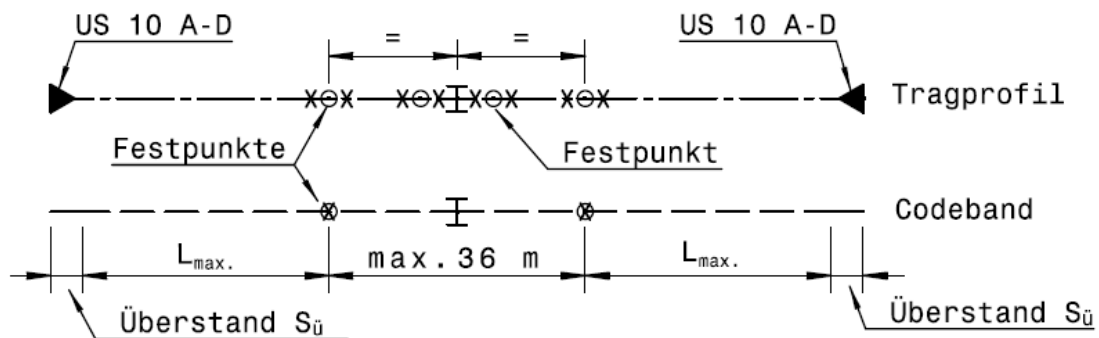 US 10 A-D
US 10 A-D
= =
Tragprofil
Festpunkte
Festpunkt
Codeband
Lmax.
max.36 m
Lmax.
Überstand Sü
Überstand Sü